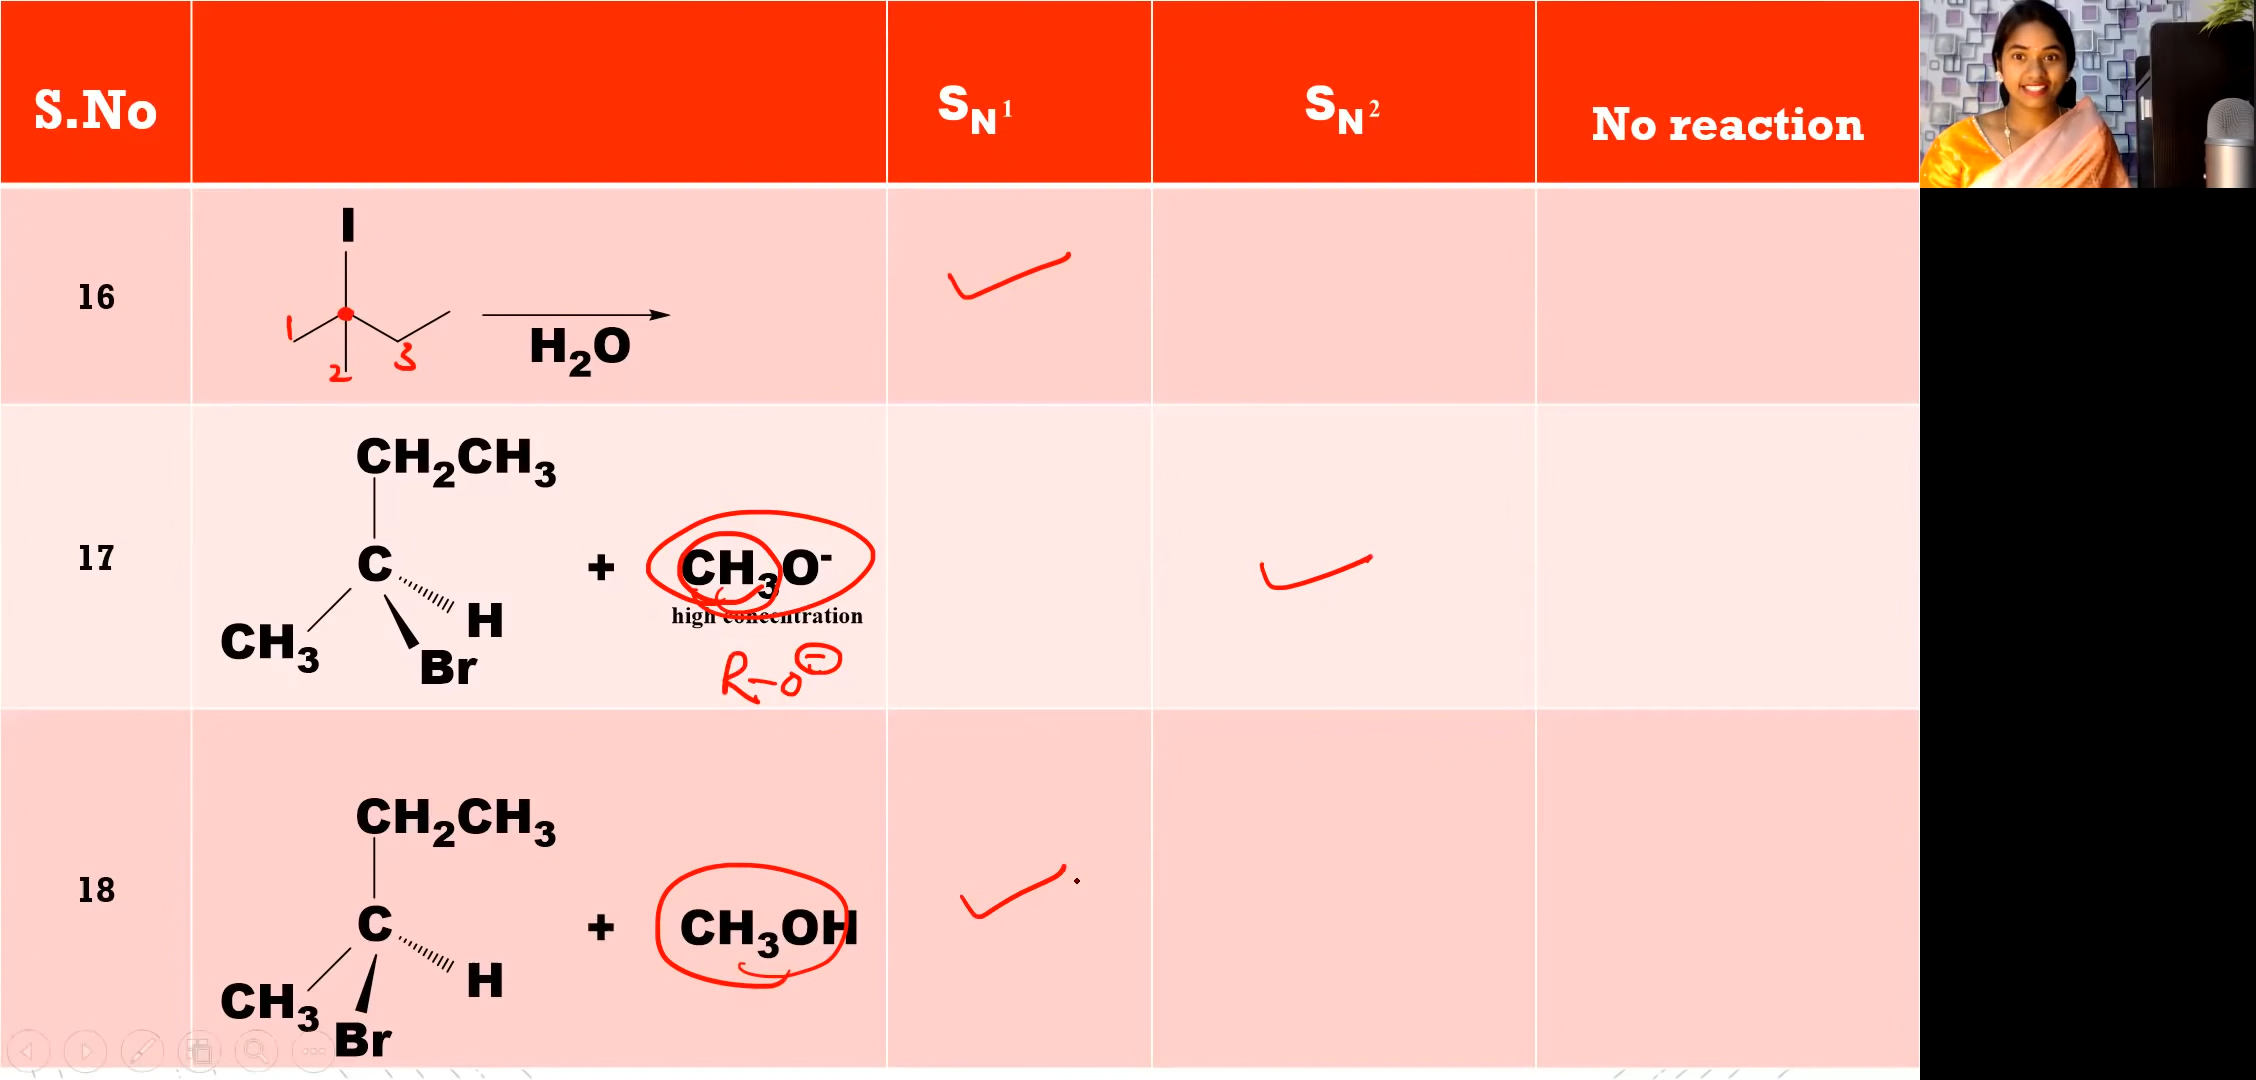 S.No
SN1
SN2
No reaction
16
I
1
2
3
H2O
17
CH2CH3
C
+
CH3O-
high concentration
H
CH3
Br
R-O-
18
CH2CH3
C
+
CH3OH
H
CH3
Br